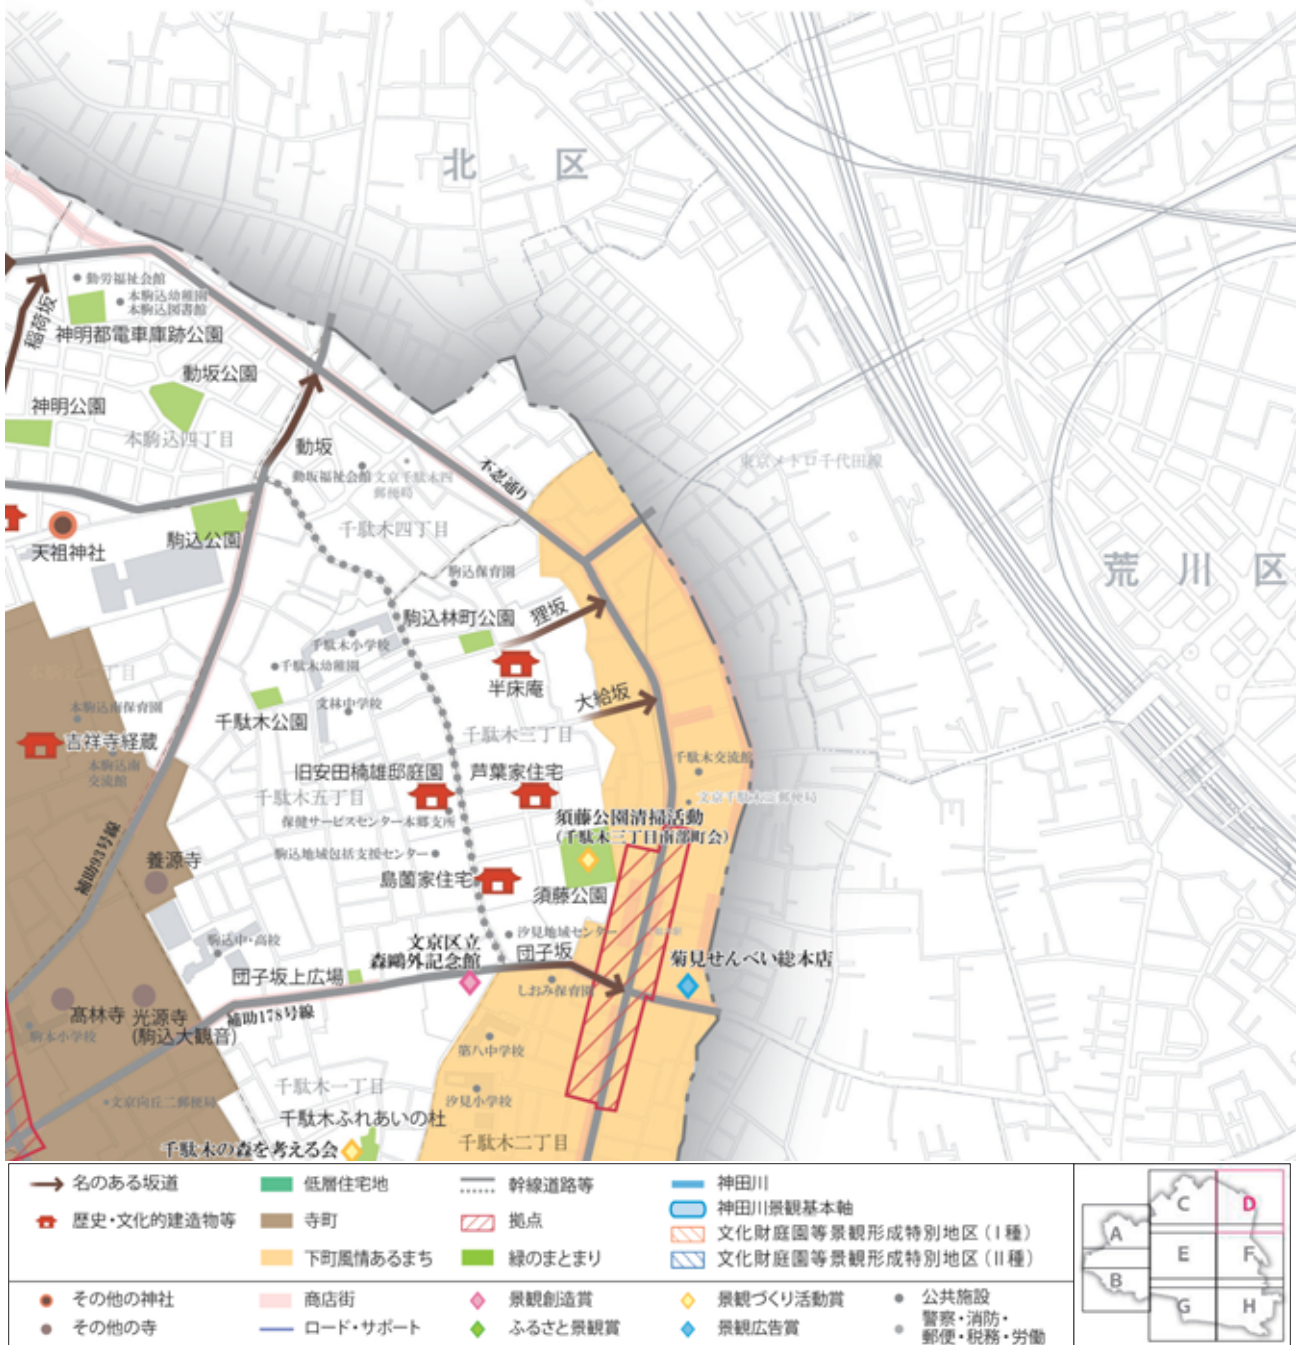 北区
勤労福祉会館
本駒込幼稚園
本駒込図書館
稲荷坂
神明都電車庫跡公園
動坂公園
神明公園
本駒込四丁目
動坂
動坂福祉会館
文京千駄木四
郵便局
不忍通り
東京メトロ千代田線
千駄木四丁目
駒込公園
天祖神社
荒川区
駒込保育園
駒込林町公園
狸坂
千駄木小学校
千駄木幼稚園
半床庵
大給坂
文林中学校
千駄木公園
千駄木三丁目
本駒込南保育園
吉祥寺経蔵
本駒込南
交流館
千駄木交流館
旧安田楠雄邸庭園
芦葉家住宅
千駄木五丁目
保健サービスセンター本郷支所
須藤公園清掃活動
(千駄木三丁目南部町会)
補助93号線
養源寺
駒込地域包括支援センター
島薗家住宅
須藤公園
汐見地域センター
駒込中・高校
文京区立
森鷗外記念館
団子坂
菊見せんべい総本店
団子坂上広場
しおみ保育園
補助178号線
髙林寺
光源寺
(駒込大観音)
駒本小学校
第八中学校
千駄木一丁目
汐見小学校
文京向丘二郵便局
千駄木ふれあいの杜
千駄木の森を考える会
千駄木二丁目
名のある坂道
低層住宅地
幹線道路等
神田川
神田川景観基本軸
歴史・文化的建造物等
寺町
拠点
文化財庭園等景観形成特別地区(Ⅰ種)
下町風情あるまち
緑のまとまり
文化財庭園等景観形成特別地区(Ⅱ種)
その他の神社
商店街
景観創造賞
景観づくり活動賞
公共施設
その他の寺
ロード・サポート
ふるさと景観賞
景観広告賞
警察・消防・
郵便・税務・労働
A
B
C
D
E
F
G
H